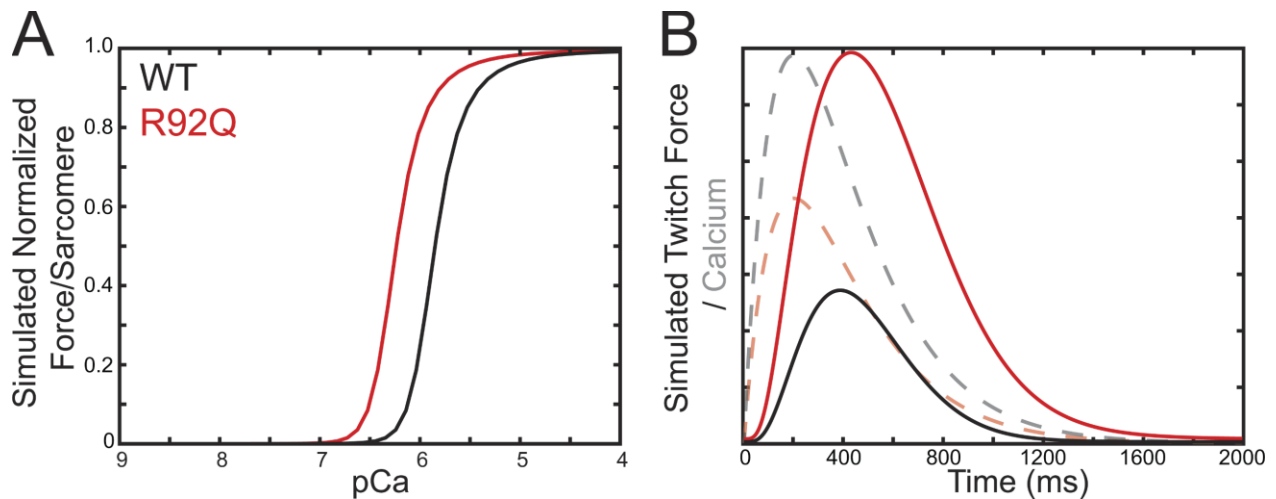 A
Simulated Normalized
Force/Sarcomere
1.0
0.8
0.6
0.4
0.2
0
WT
R92Q
9 8 7 6 5 4
pCa
B
Simulated Twitch Force
/ Calcium
0 400 800 1200 1600 2000
Time (ms)